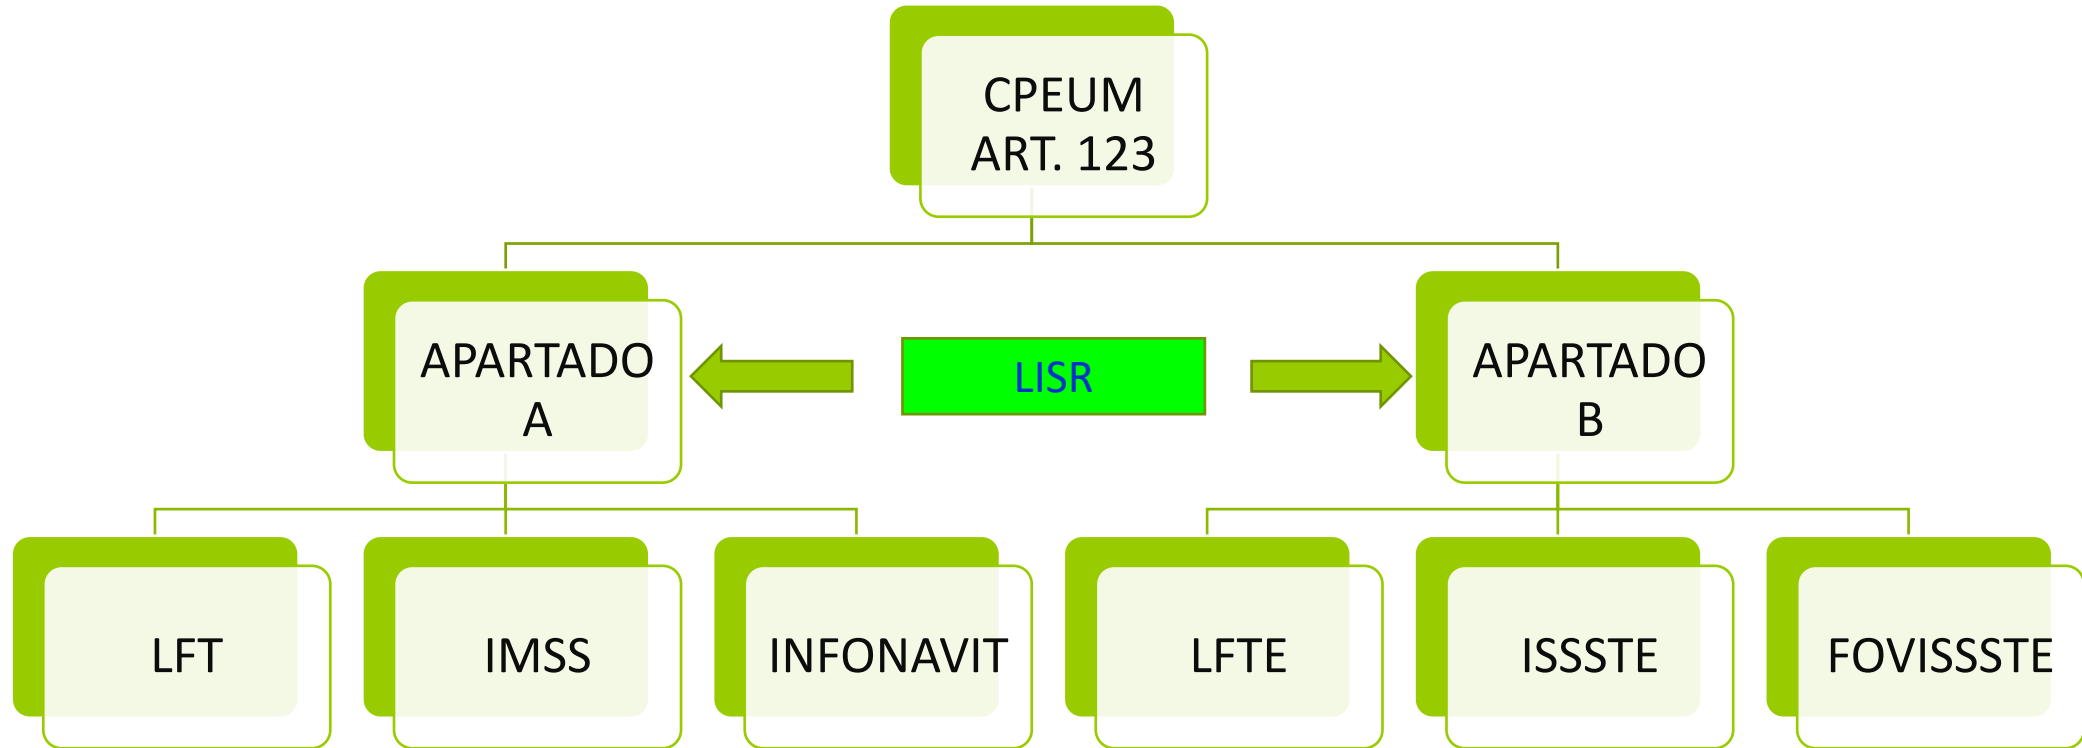 CPEUM
ART. 123
APARTADO
A
LISR
APARTADO
B
LFT
IMSS
INFONAVIT
LFTE
ISSSTE
FOVISSSTE